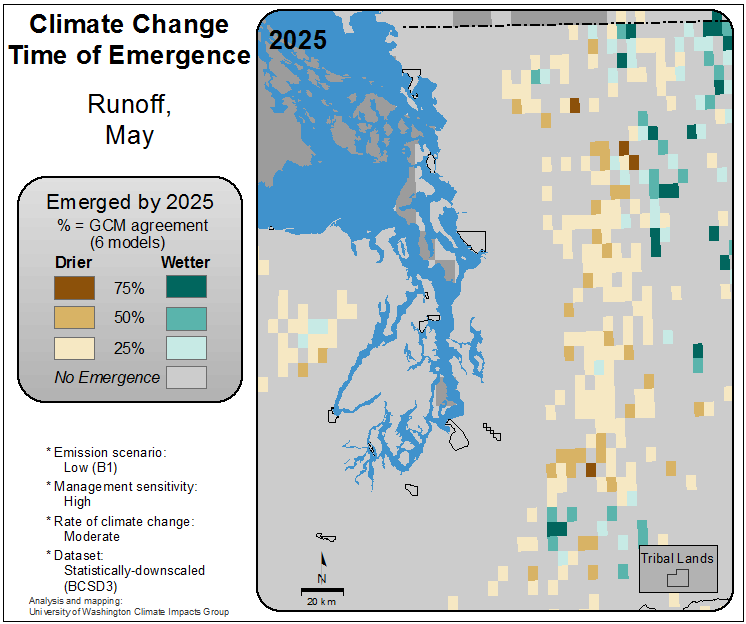 Climate Change
Time of Emergence
Runoff,
May
Emerged by 2025
% = GCM agreement
(6 models)
Drier Wetter
75%
50%
25%
No Emergence
* Emission scenario:
Low (B1)
* Management sensitivity:
High
* Rate of climate change:
Moderate
* Dataset:
Statistically-downscaled
(BCSD3)
Analysis and mapping:
University of Washington Climate Impacts Group
2025
N
20 km
Tribal Lands